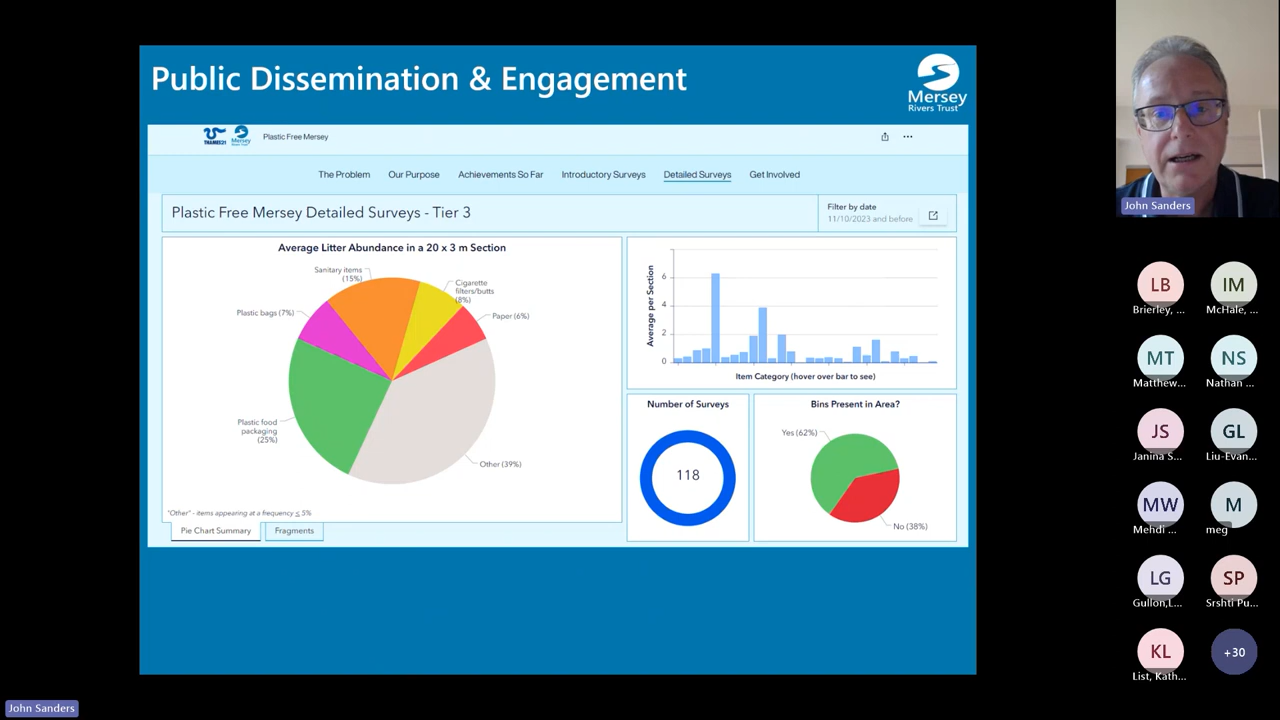 Public Dissemination & Engagement
Mersey
Rivers Trust
THAMES21
Mersey
Plastic Free Mersey
The Problem
Our Purpose
Achievements So Far
Introductory Surveys
Detailed Surveys
Get Involved
Plastic Free Mersey Detailed Surveys - Tier 3
Filter by date
11/10/2023 and before
Average Litter Abundance in a 20 x 3 m Section
Sanitary items
(15%)
Cigarette
filters/butts
(8%)
Plastic bags (7%)
Paper (6%)
Plastic food
packaging
(25%)
Other (39%)
"Other" - items appearing at a frequency ≤ 5%
Pie Chart Summary
Fragments
Average per Section
6
4
2
0
Item Category (hover over bar to see)
Number of Surveys
118
Bins Present in Area?
Yes (62%)
No (38%)
John Sanders
LB
Brierley, ...
IM
McHale, ...
MT
Matthew...
NS
Nathan ...
JS
Janina S...
GL
Liu-Evan...
MW
Mehdi ...
M
meg
LG
Gullon,L...
SP
Srshti Pu...
KL
List, Kath...
+30
John Sanders